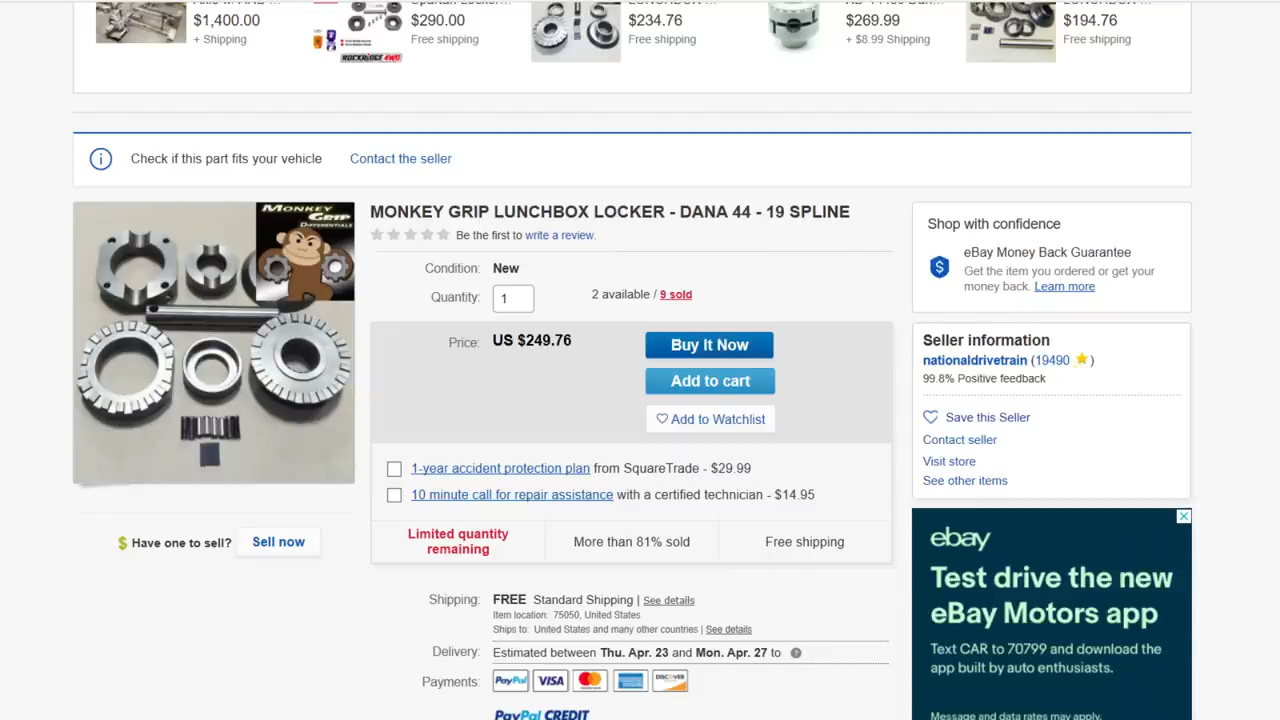 $1,400.00
+ Shipping
$290.00
Free shipping
ROCKRIDGE 4WD
$234.76
Free shipping
$269.99
+ $8.99 Shipping
$194.76
Free shipping
Check if this part fits your vehicle
Contact the seller
MONKEY GRIP
DIFFERENTIALS
MONKEY GRIP LUNCHBOX LOCKER - DANA 44 - 19 SPLINE
Be the first to write a review.
Condition: New
Quantity: 1
2 available / 9 sold
Price: US $249.76
Buy It Now
Add to cart
Add to Watchlist
1-year accident protection plan from SquareTrade - $29.99
10 minute call for repair assistance with a certified technician - $14.95
Limited quantity
remaining
More than 81% sold
Free shipping
$ Have one to sell? Sell now
Shipping: FREE Standard Shipping | See details
Item location: 75050, United States
Ships to: United States and many other countries | See details
Delivery: Estimated between Thu. Apr. 23 and Mon. Apr. 27 to ?
Payments: PayPal VISA mastercard DISCOVER
PayPal CREDIT
Shop with confidence
eBay Money Back Guarantee
Get the item you ordered or get your
money back. Learn more
Seller information
nationaldrivetrain (19490 )
99.8% Positive feedback
Save this Seller
Contact seller
Visit store
See other items
ebay
Test drive the new
eBay Motors app
Text CAR to 70799 and download the
app built by auto enthusiasts.
Message and data rates may apply.